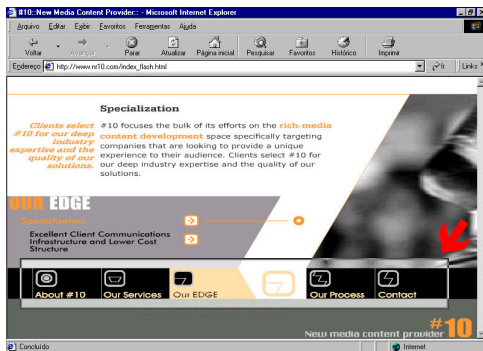 #10::New Media Content Provider:: - Microsoft Internet Explorer
Arquivo Editar Exibir Favoritos Ferramentas Ajuda
Voltar Avançar Parar Atualizar Página inicial Pesquisar Favoritos Histórico Imprimir
Endereço http://www.nr10.com/index_flash.html Ir Links
Specialization
Clients select
#10 for our deep
industry
expertise and the
quality of our
solutions.
#10 focuses the bulk of its efforts on the rich-media
content development space specifically targeting
companies that are looking to provide a unique
experience to their audience. Clients select #10 for
our deep industry expertise and the quality of our
solutions.
OUR EDGE
Specialization
Excellent Client Communications
Infrastructure and Lower Cost
Structure
About #10 Our Services Our EDGE Our Process Contact
New media content provider #10
Concluído Internet